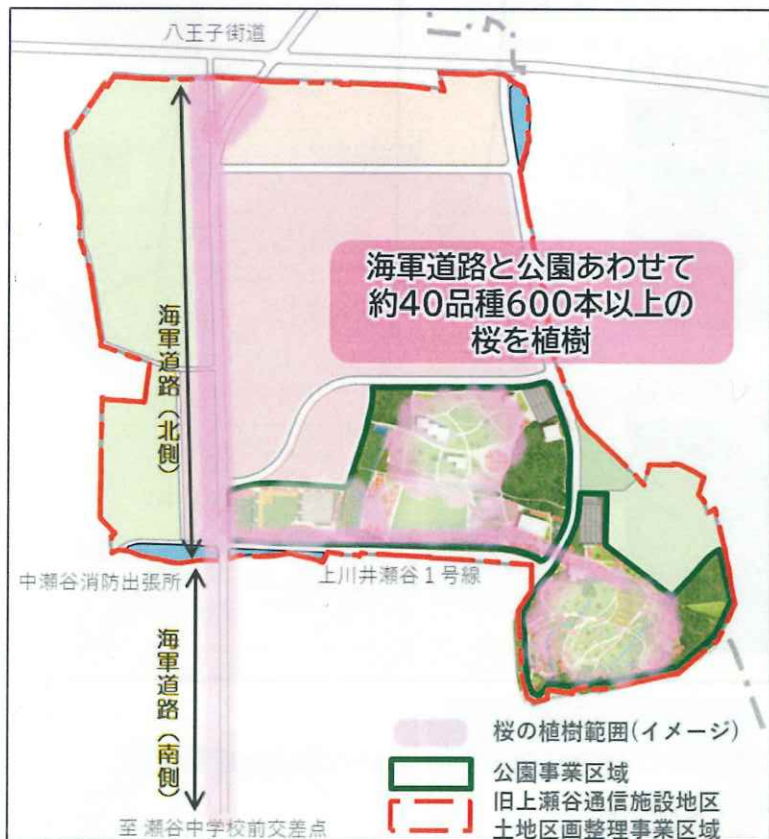 八王子街道
海軍道路と公園あわせて
約40品種600本以上の
桜を植樹
海軍道路（北側）
中瀬谷消防出張所
上川井瀬谷１号線
海軍道路（南側）
桜の植樹範囲(イメージ)
公園事業区域
旧上瀬谷通信施設地区
土地区画整理事業区域
至 瀬谷中学校前交差点